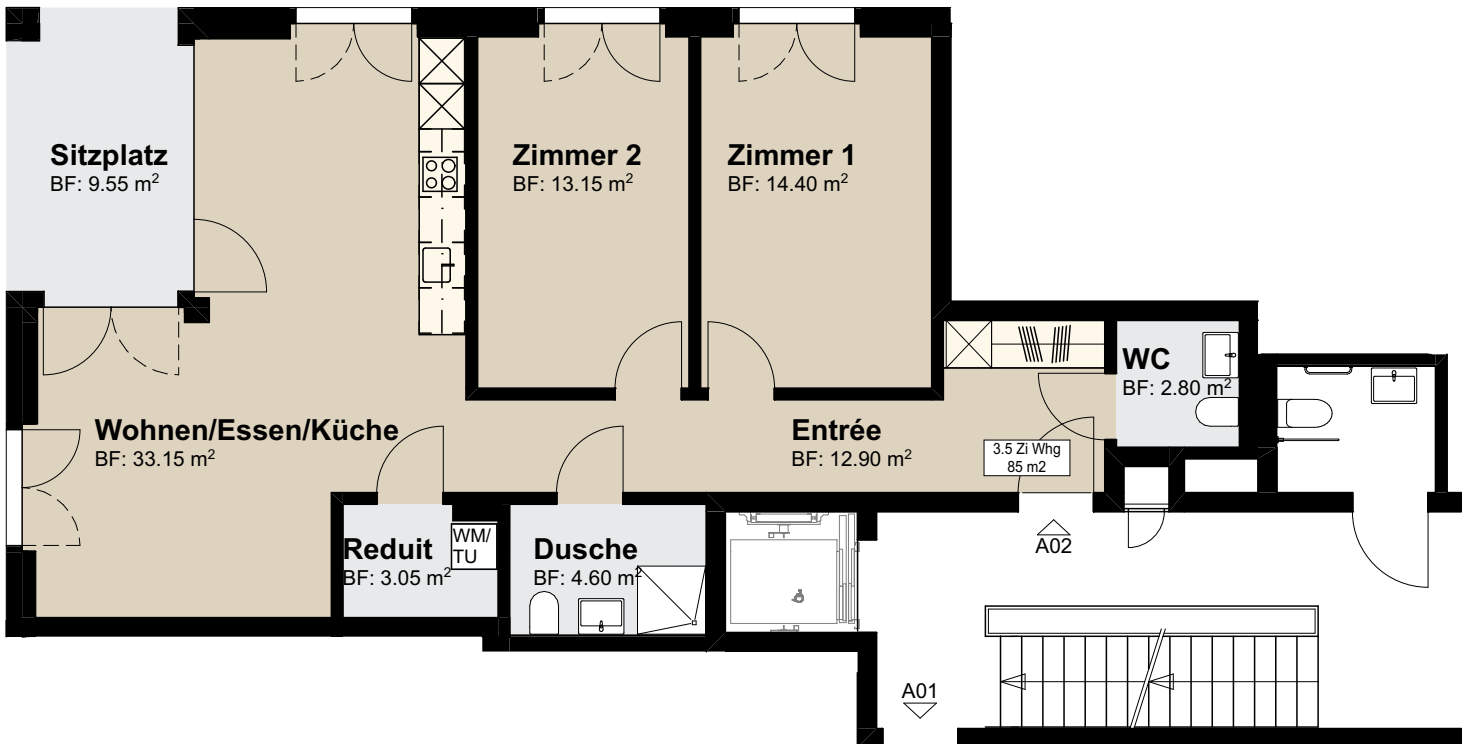 Sitzplatz
BF: 9.55 m²
Zimmer 2
BF: 13.15 m²
Zimmer 1
BF: 14.40 m²
WC
BF: 2.80 m²
Wohnen/Essen/Küche
BF: 33.15 m²
Entrée
BF: 12.90 m²
3.5 Zi Whg
85 m2
Reduit
BF: 3.05 m²
WM/
TU
Dusche
BF: 4.60 m²
A02
A01